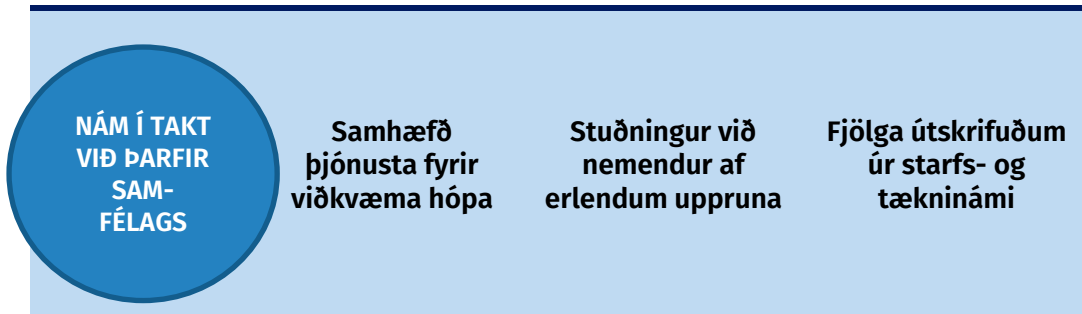 NÁM Í TAKT
VIÐ ÞARFIR
SAM-
FÉLAGS
Samhæfð
þjónusta fyrir
viðkvæma hópa
Stuðningur við
nemendur af
erlendum uppruna
Fjölga útskrifuðum
úr starfs- og
tækninámi